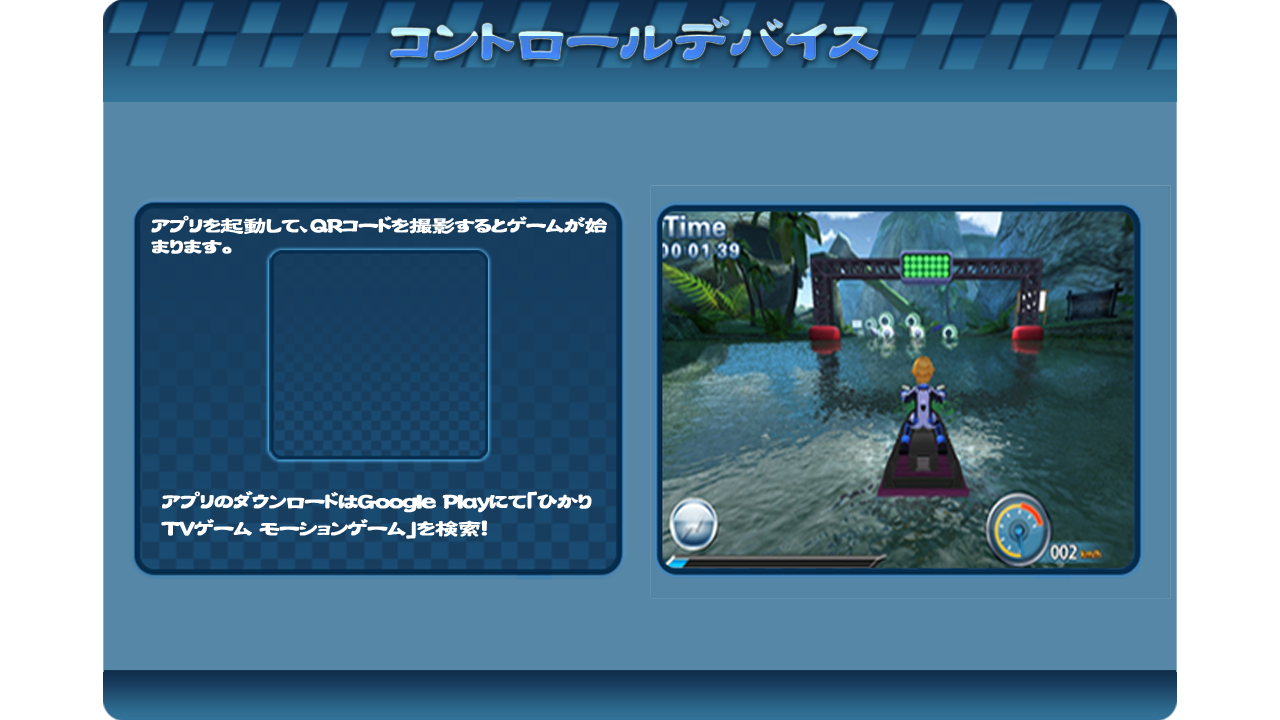 コントロールデバイス
アプリを起動して、QRコードを撮影するとゲームが始
まります。
アプリのダウンロードはGoogle Playにて「ひかり
TVゲーム モーションゲーム」を検索!
Time
00 01 39
002 km/h